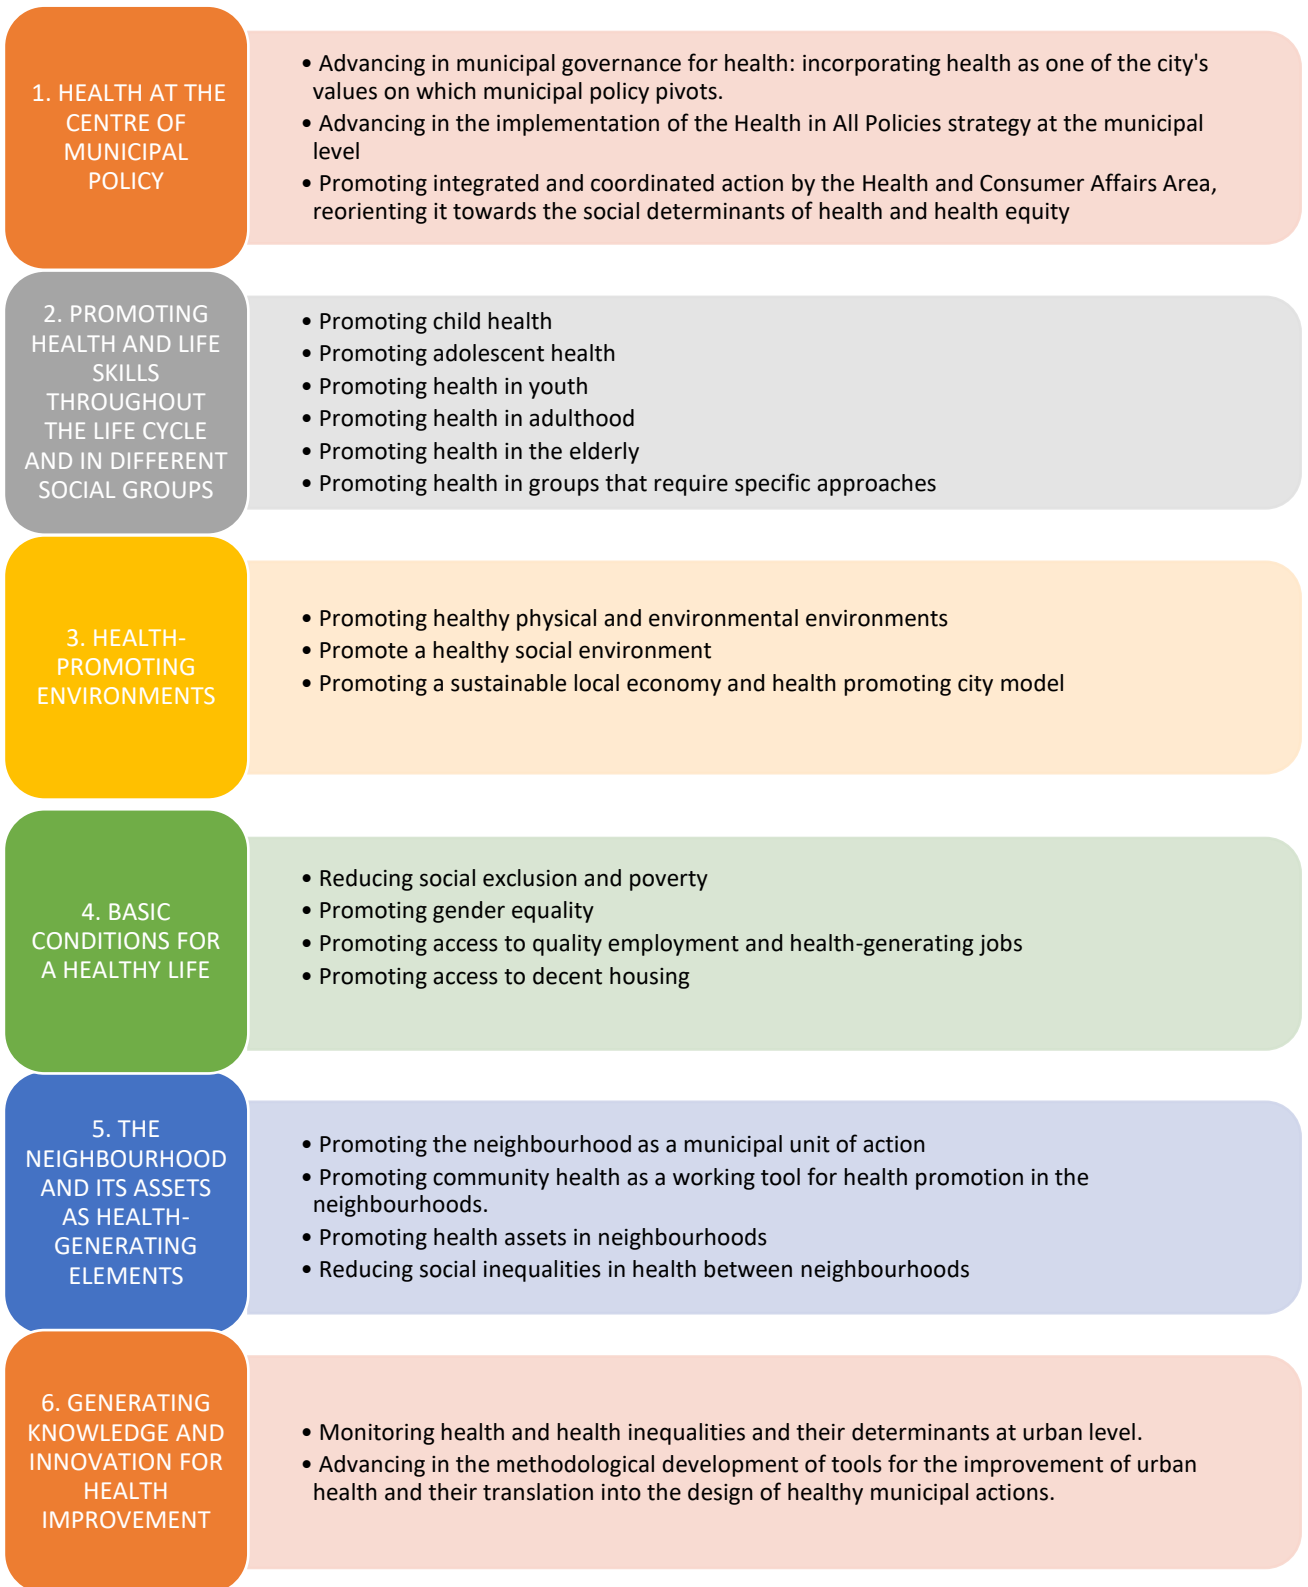 1. HEALTH AT THE
CENTRE OF
MUNICIPAL
POLICY
• Advancing in municipal governance for health: incorporating health as one of the city's
values on which municipal policy pivots.
• Advancing in the implementation of the Health in All Policies strategy at the municipal
level
• Promoting integrated and coordinated action by the Health and Consumer Affairs Area,
reorienting it towards the social determinants of health and health equity
2. PROMOTING
HEALTH AND LIFE
SKILLS
THROUGHOUT
THE LIFE CYCLE
AND IN DIFFERENT
SOCIAL GROUPS
• Promoting child health
• Promoting adolescent health
• Promoting health in youth
• Promoting health in adulthood
• Promoting health in the elderly
• Promoting health in groups that require specific approaches
3. HEALTH-
PROMOTING
ENVIRONMENTS
• Promoting healthy physical and environmental environments
• Promote a healthy social environment
• Promoting a sustainable local economy and health promoting city model
4. BASIC
CONDITIONS FOR
A HEALTHY LIFE
• Reducing social exclusion and poverty
• Promoting gender equality
• Promoting access to quality employment and health-generating jobs
• Promoting access to decent housing
5. THE
NEIGHBOURHOOD
AND ITS ASSETS
AS HEALTH-
GENERATING
ELEMENTS
• Promoting the neighbourhood as a municipal unit of action
• Promoting community health as a working tool for health promotion in the
neighbourhoods.
• Promoting health assets in neighbourhoods
• Reducing social inequalities in health between neighbourhoods
6. GENERATING
KNOWLEDGE AND
INNOVATION FOR
HEALTH
IMPROVEMENT
• Monitoring health and health inequalities and their determinants at urban level.
• Advancing in the methodological development of tools for the improvement of urban
health and their translation into the design of healthy municipal actions.